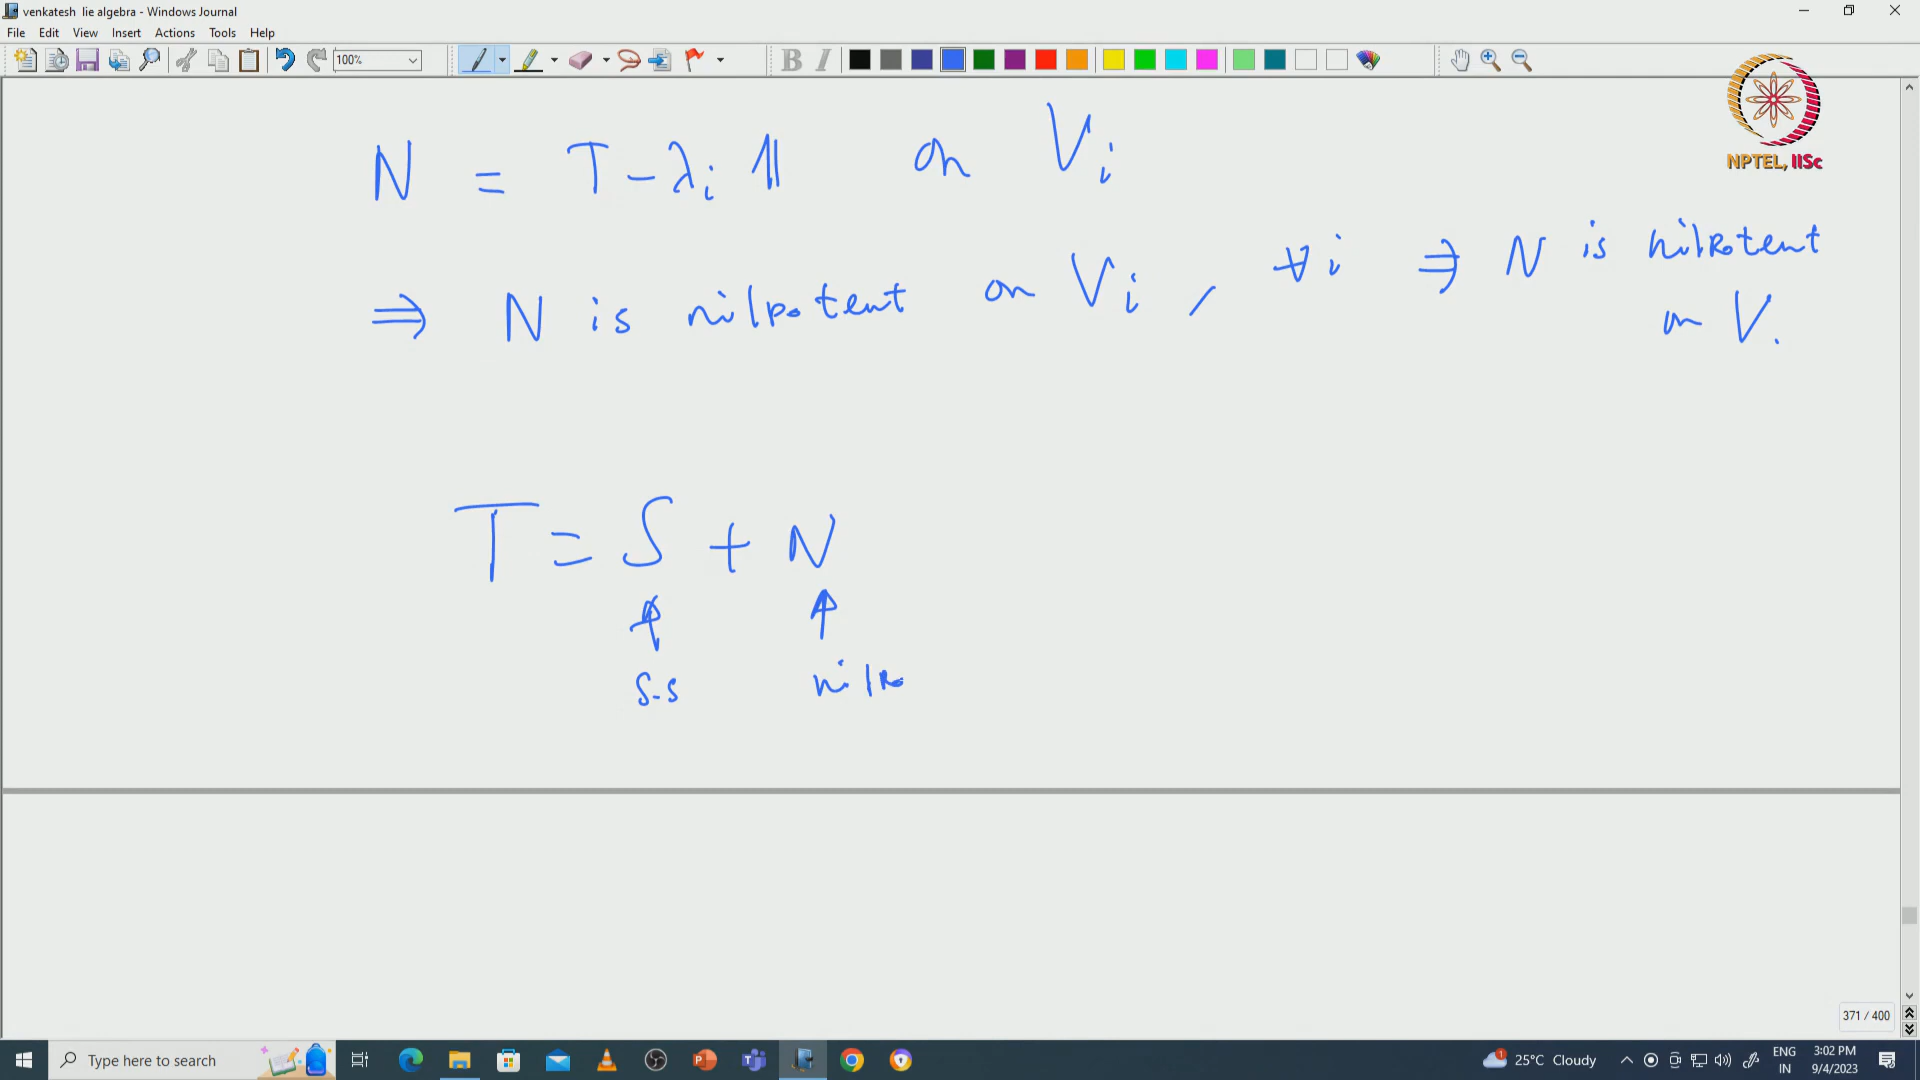 venkatesh lie algebra - Windows Journal
File Edit View Insert Actions Tools Help
100%
B I
NPTEL, IISc
N = T - λi 𝟙 on Vi
⇒ N is nilpotent on Vi, ∀i ⇒ N is nilpotent
on V.
T = S + N
↑ ↑
S.S nilpo
371 / 400
Type here to search
25°C Cloudy
ENG
IN
3:02 PM
9/4/2023